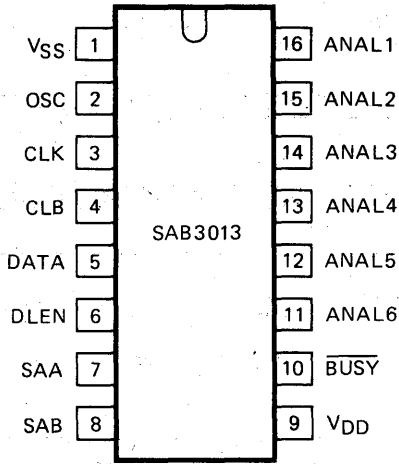 VSS 1 16 ANAL1
OSC 2 15 ANAL2
CLK 3 14 ANAL3
CLB 4 13 ANAL4
SAB3013
DATA 5 12 ANAL5
DLEN 6 11 ANAL6
SAA 7 10 BUSY
SAB 8 9 VDD